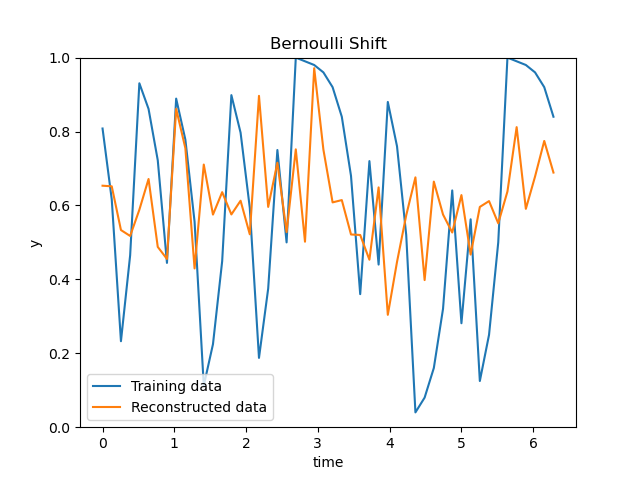 Bernoulli Shift
1.0
0.8
0.6
0.4
0.2
0.0
y
Training data
Reconstructed data
0 1 2 3 4 5 6
time